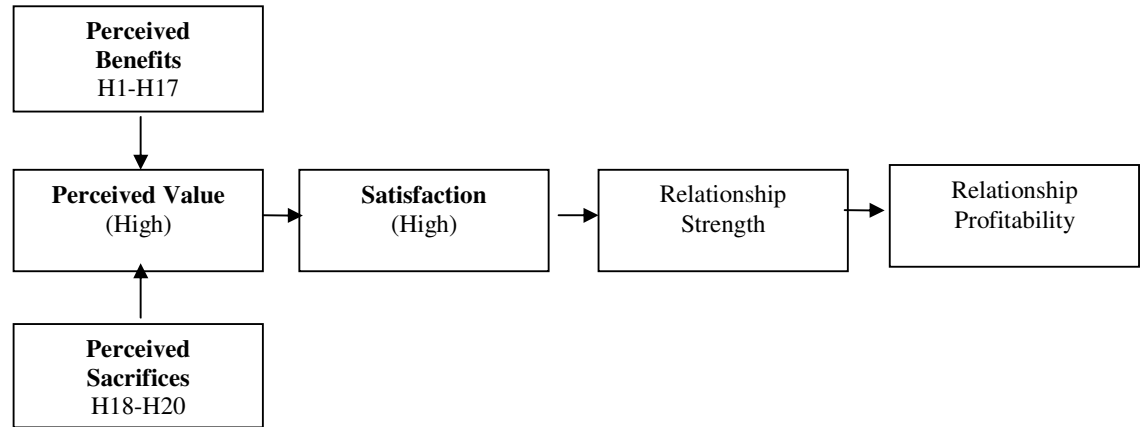 Perceived
Benefits
H1-H17
Perceived Value
(High)
Satisfaction
(High)
Relationship
Strength
Relationship
Profitability
Perceived
Sacrifices
H18-H20